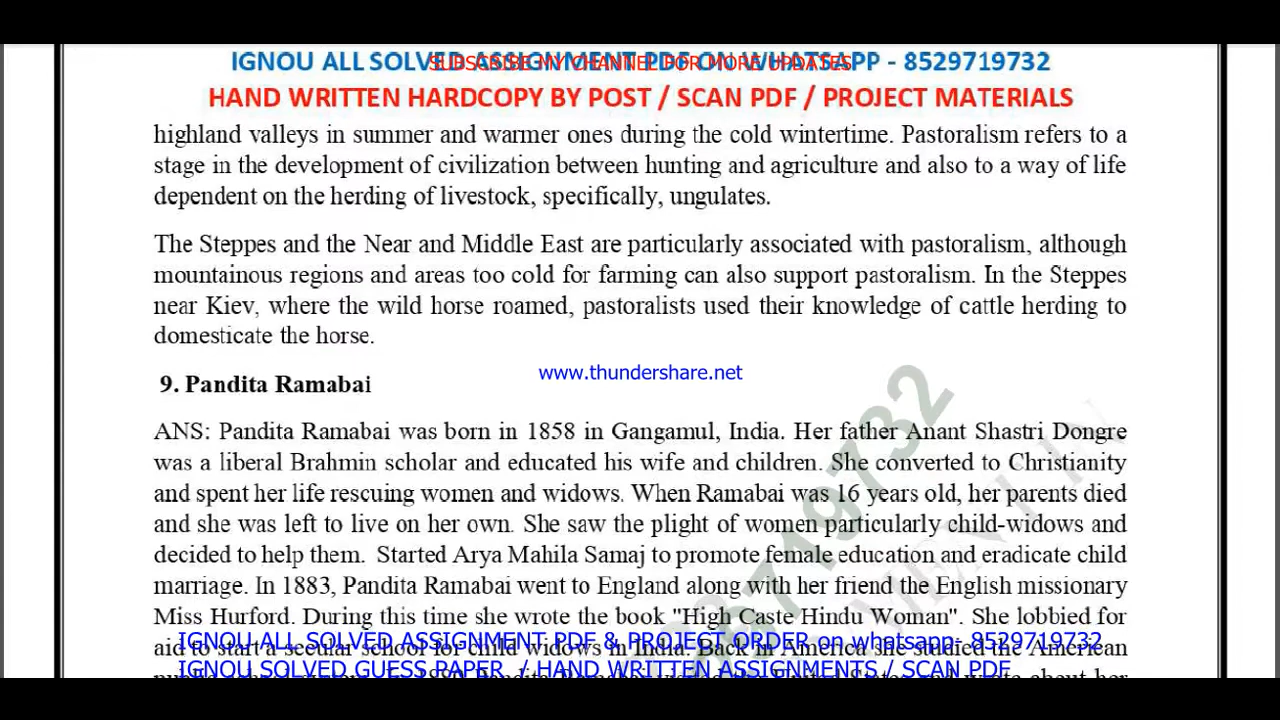 IGNOU ALL SOLVED ASSIGNMENT PDF ON WHATSAPP - 8529719732
SUBSCRIBE MY CHANNEL FOR MORE UPDATES
HAND WRITTEN HARDCOPY BY POST / SCAN PDF / PROJECT MATERIALS
highland valleys in summer and warmer ones during the cold wintertime. Pastoralism refers to a
stage in the development of civilization between hunting and agriculture and also to a way of life
dependent on the herding of livestock, specifically, ungulates.
The Steppes and the Near and Middle East are particularly associated with pastoralism, although
mountainous regions and areas too cold for farming can also support pastoralism. In the Steppes
near Kiev, where the wild horse roamed, pastoralists used their knowledge of cattle herding to
domesticate the horse.
www.thundershare.net
9. Pandita Ramabai
ANS: Pandita Ramabai was born in 1858 in Gangamul, India. Her father Anant Shastri Dongre
was a liberal Brahmin scholar and educated his wife and children. She converted to Christianity
and spent her life rescuing women and widows. When Ramabai was 16 years old, her parents died
and she was left to live on her own. She saw the plight of women particularly child-widows and
decided to help them. Started Arya Mahila Samaj to promote female education and eradicate child
marriage. In 1883, Pandita Ramabai went to England along with her friend the English missionary
Miss Hurford. During this time she wrote the book "High Caste Hindu Woman". She lobbied for
IGNOU ALL SOLVED ASSIGNMENT PDF & PROJECT ORDER on whatsapp- 8529719732
aid to start a secular school for child widows in India. Back in America she studied the American
IGNOU SOLVED GUESS PAPER / HAND WRITTEN ASSIGNMENTS / SCAN PDF